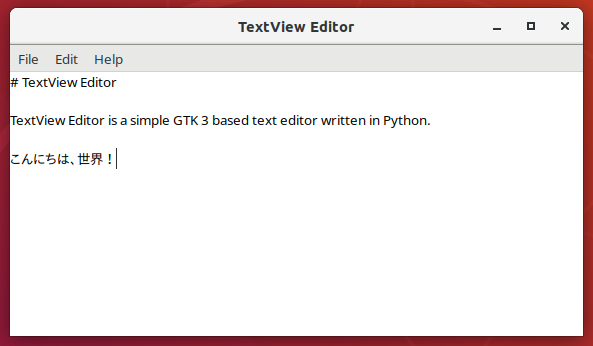 TextView Editor
File Edit Help
# TextView Editor
TextView Editor is a simple GTK 3 based text editor written in Python.
こんにちは、世界！